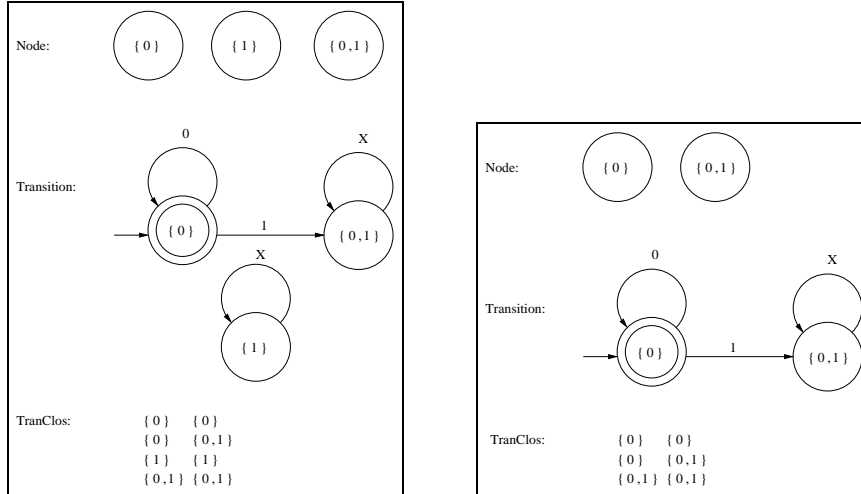 Node: { 0 } { 1 } { 0 , 1 }
0 X
Transition:
{ 0 } 1 { 0 , 1 }
X
{ 1 }
TranClos: { 0 } { 0 }
{ 0 } { 0 , 1 }
{ 1 } { 1 }
{ 0 , 1 } { 0 , 1 }
Node: { 0 } { 0 , 1 }
0 X
Transition:
{ 0 } 1 { 0 , 1 }
TranClos: { 0 } { 0 }
{ 0 } { 0 , 1 }
{ 0 , 1 } { 0 , 1 }